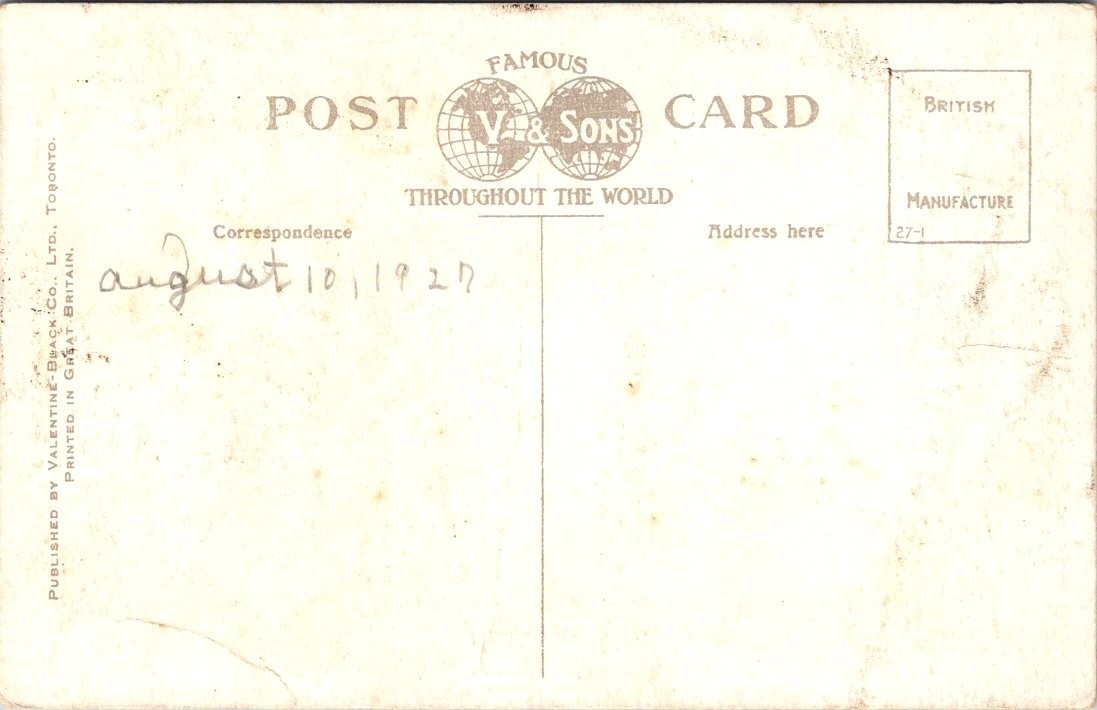 FAMOUS
POST V. & SONS CARD
THROUGHOUT THE WORLD
BRITISH
MANUFACTURE
27-1
Correspondence
Address here
august 10, 1927
PUBLISHED BY VALENTINE-BLACK CO., LTD., TORONTO.
PRINTED IN GREAT BRITAIN.